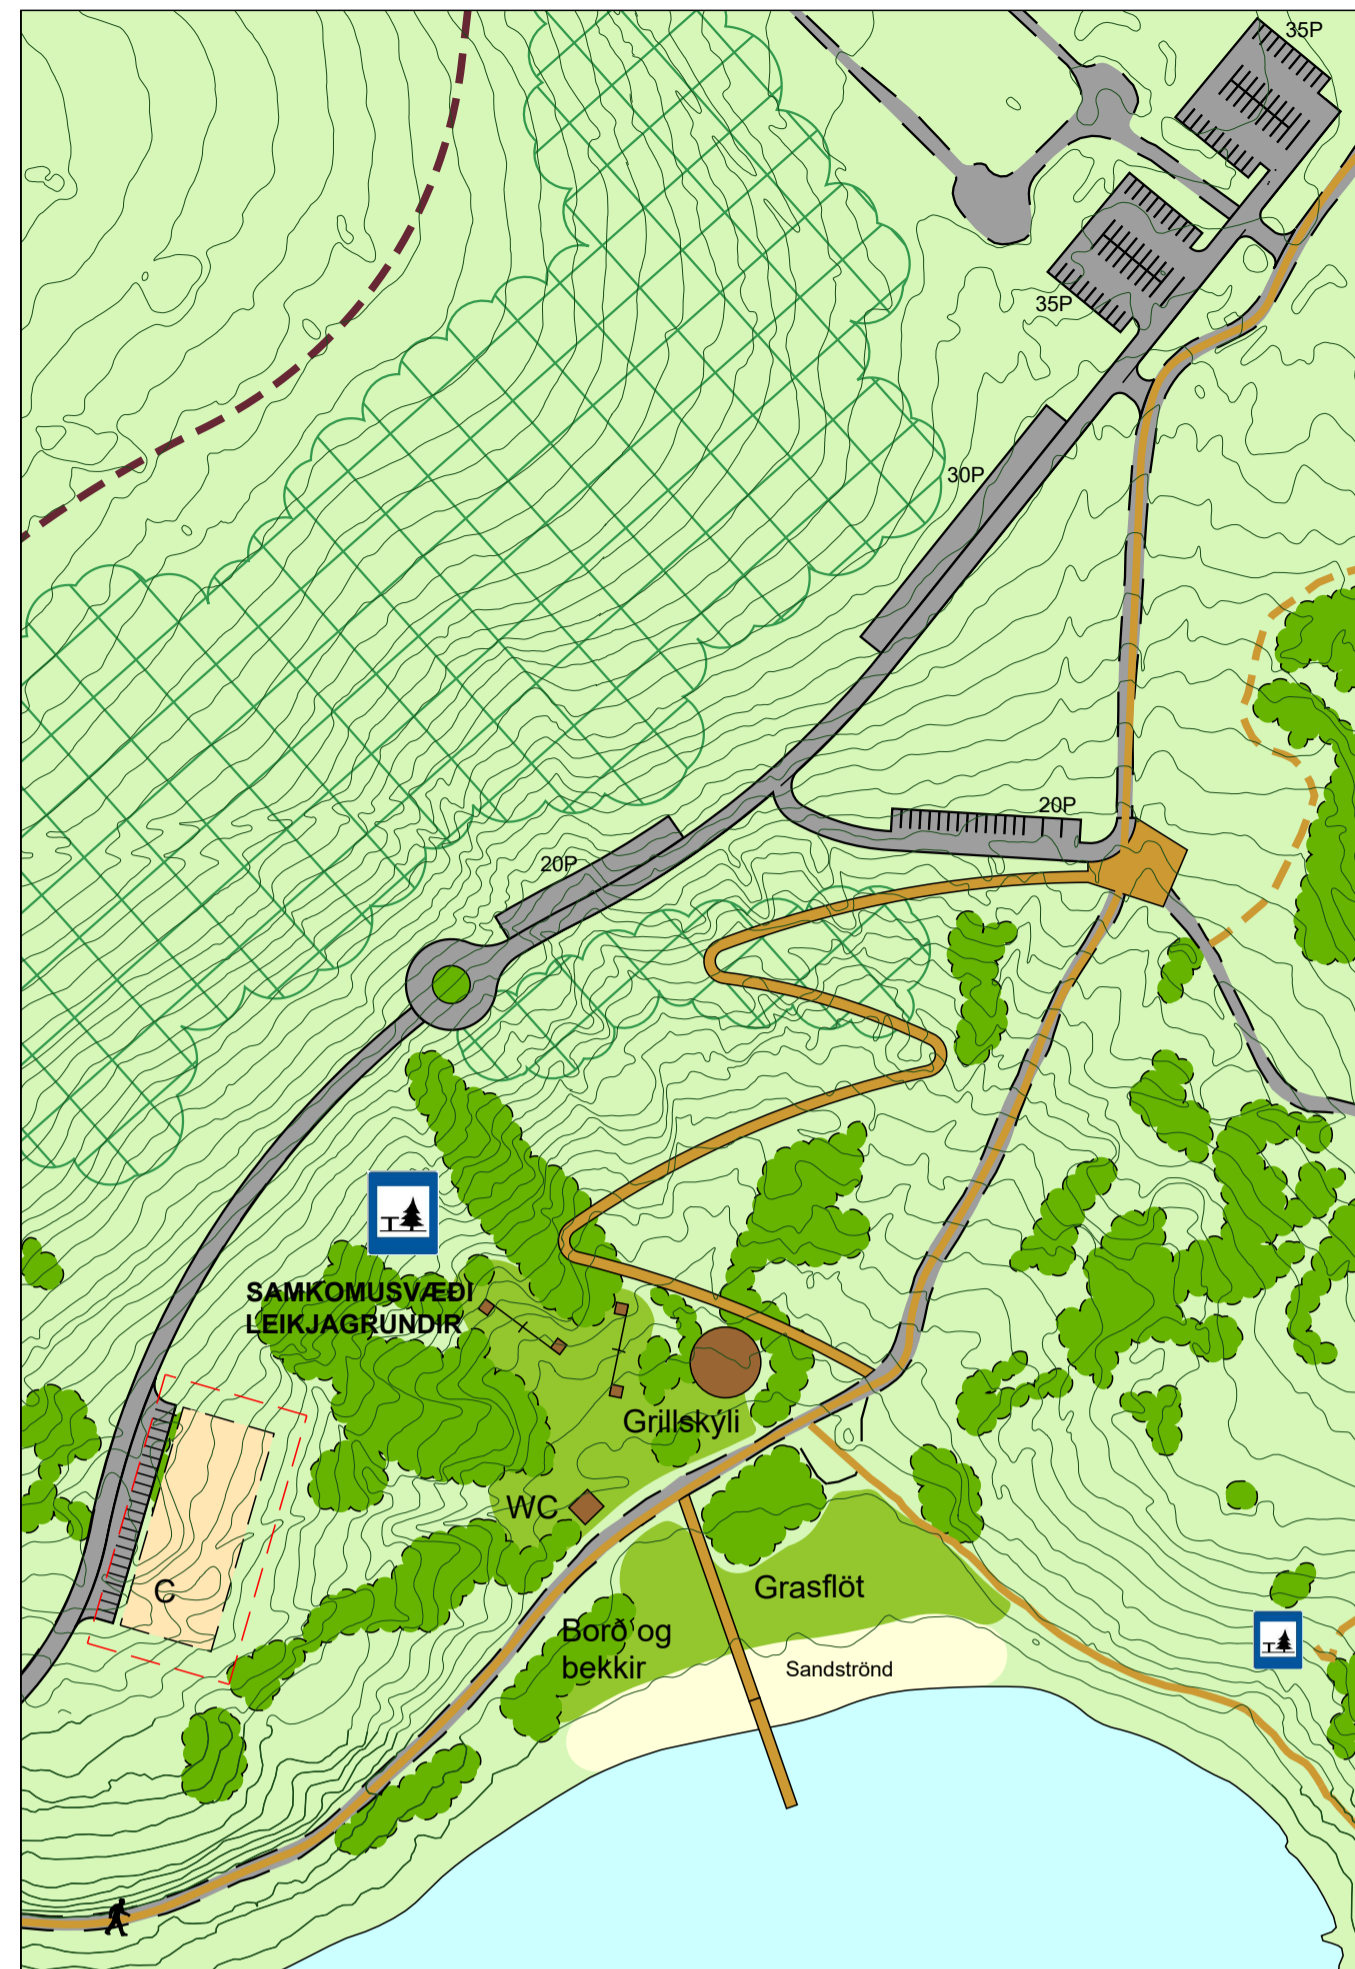 35P
35P
30P
20P
20P
SAMKOMUSVÆÐI
LEIKJAGRUNDIR
Grillskýli
WC
C
Grasflöt
Borð og
bekkir
Sandströnd